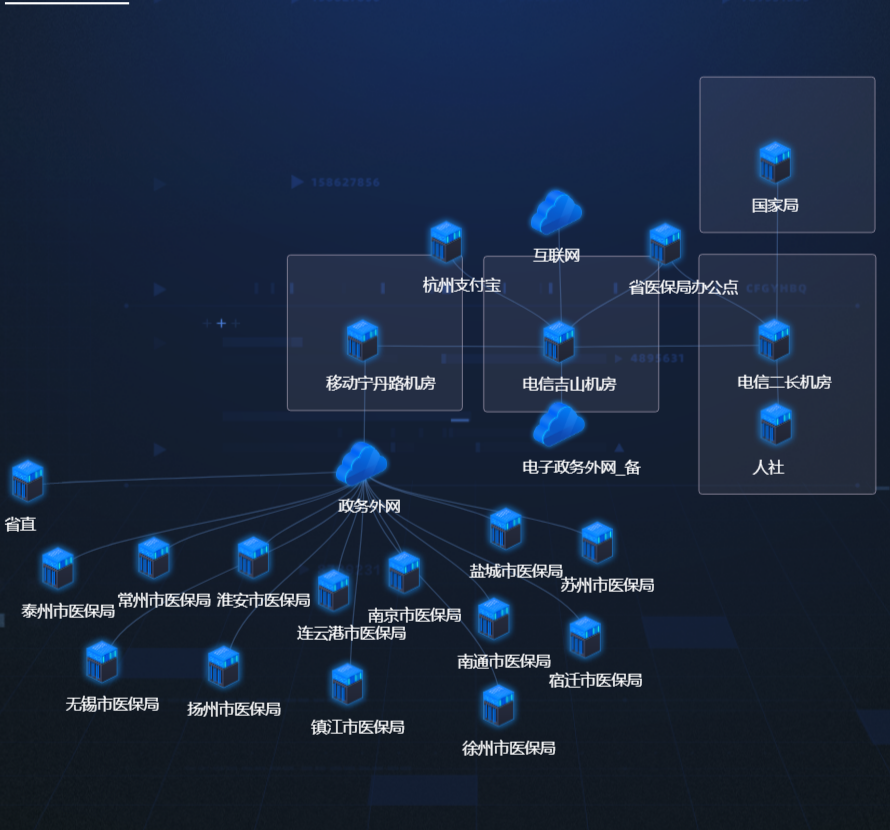 158627856
国家局
互联网
杭州支付宝
省医保局办公点
CFGYHBQ
4895631
移动宁丹路机房
电信吉山机房
电信二长机房
电子政务外网_备
人社
政务外网
省直
盐城市医保局
苏州市医保局
泰州市医保局
常州市医保局
淮安市医保局
南京市医保局
连云港市医保局
南通市医保局
宿迁市医保局
无锡市医保局
扬州市医保局
镇江市医保局
徐州市医保局